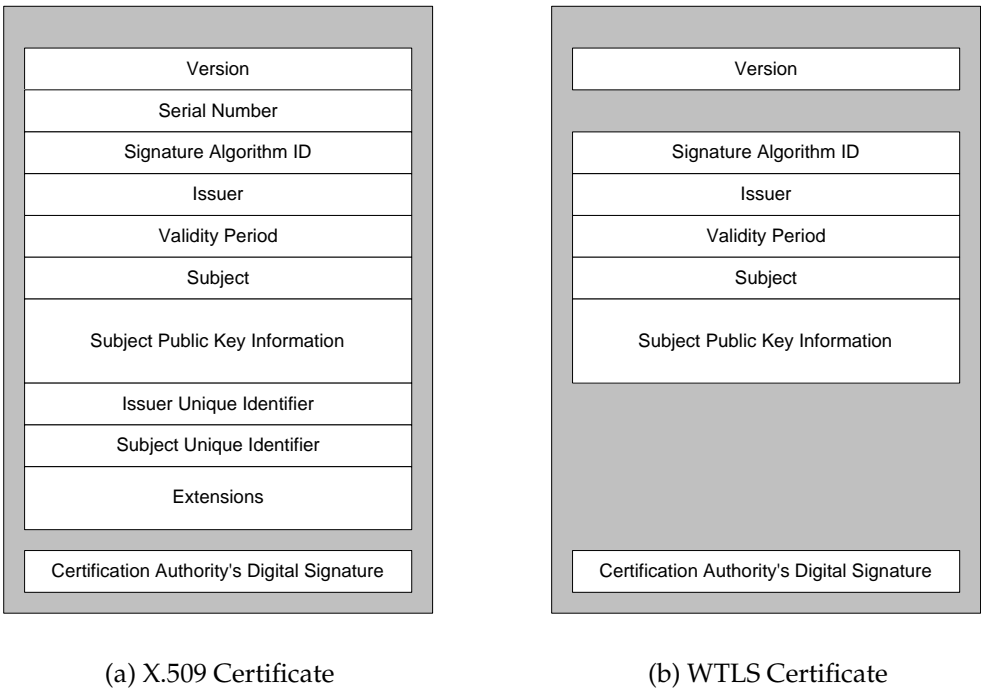 Version
Serial Number
Signature Algorithm ID
Issuer
Validity Period
Subject
Subject Public Key Information
Issuer Unique Identifier
Subject Unique Identifier
Extensions
Certification Authority's Digital Signature
(a) X.509 Certificate
Version
Signature Algorithm ID
Issuer
Validity Period
Subject
Subject Public Key Information
Certification Authority's Digital Signature
(b) WTLS Certificate